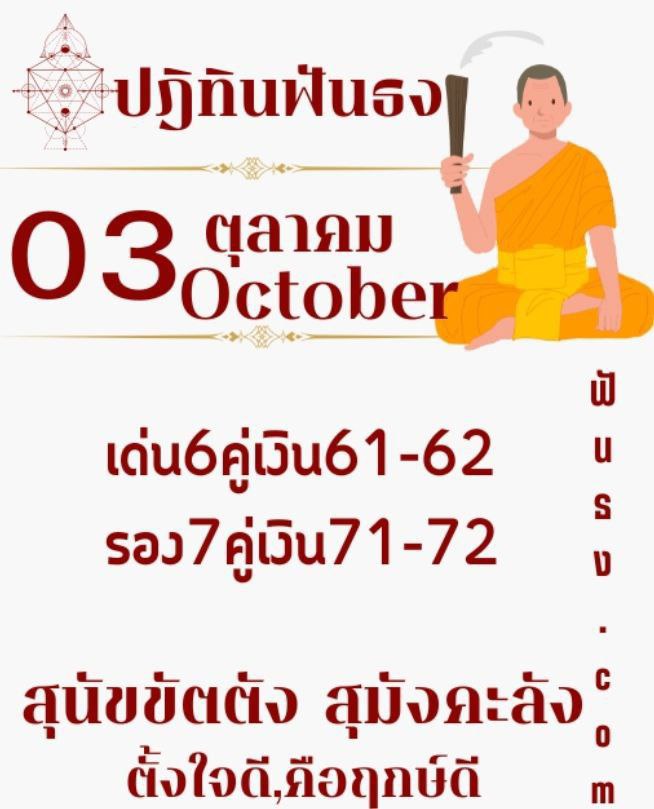 ปฏิทินฟันธง
03 ตุลาคม
October
เด่น6คู่เงิน61-62
รอง7คู่เงิน71-72
สุนัขขัตตัง สุมังคะลัง
ตั้งใจดี,คือฤกษ์ดี
ฟันธง.com